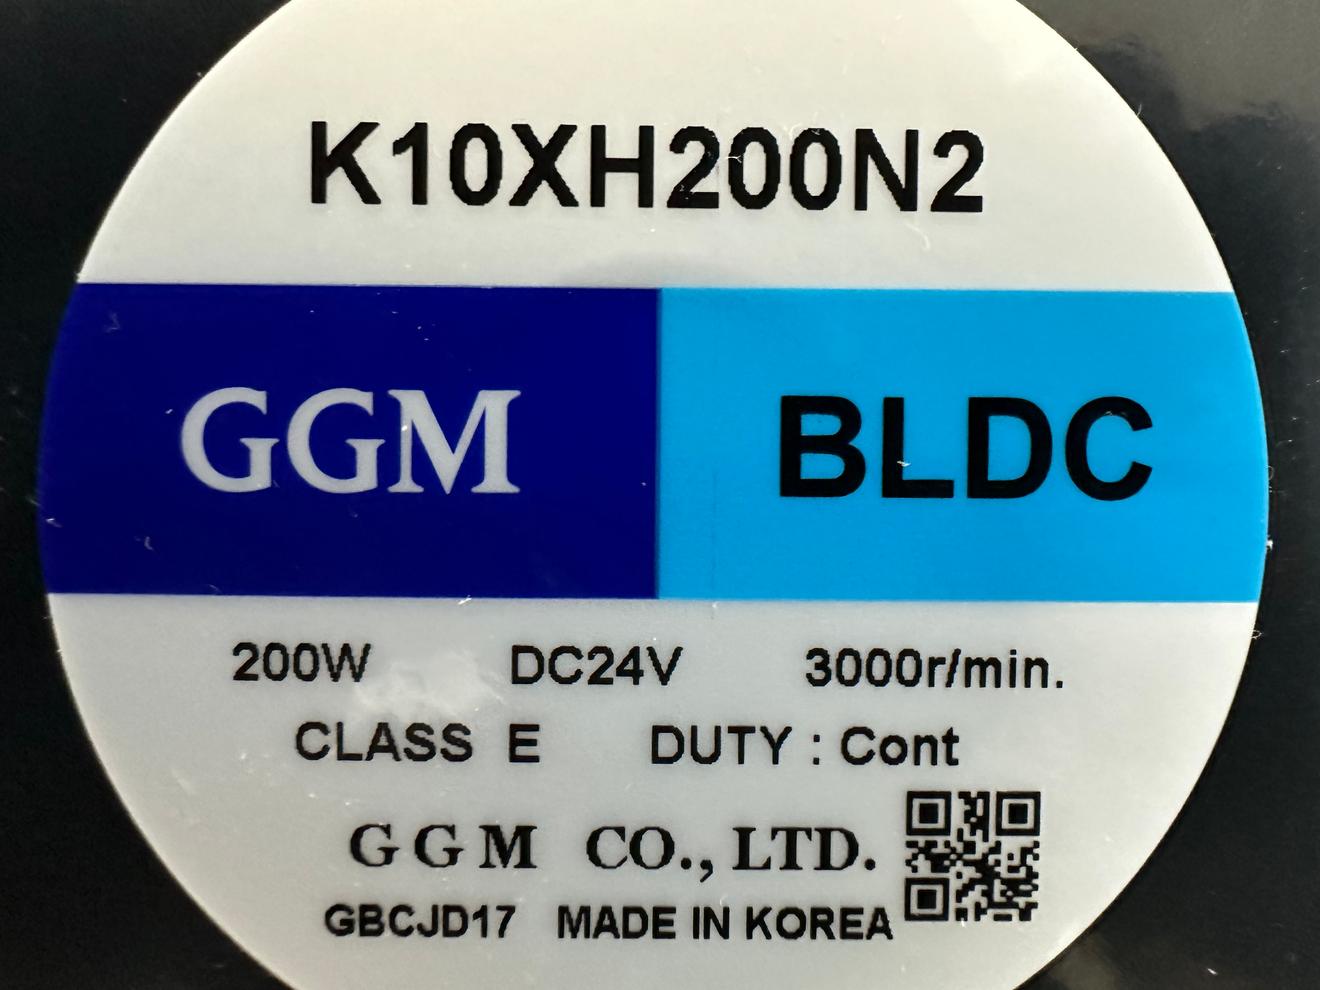 K10XH200N2
GGM BLDC
200W DC24V 3000r/min.
CLASS E DUTY : Cont
GGM CO., LTD.
GBCJD17 MADE IN KOREA